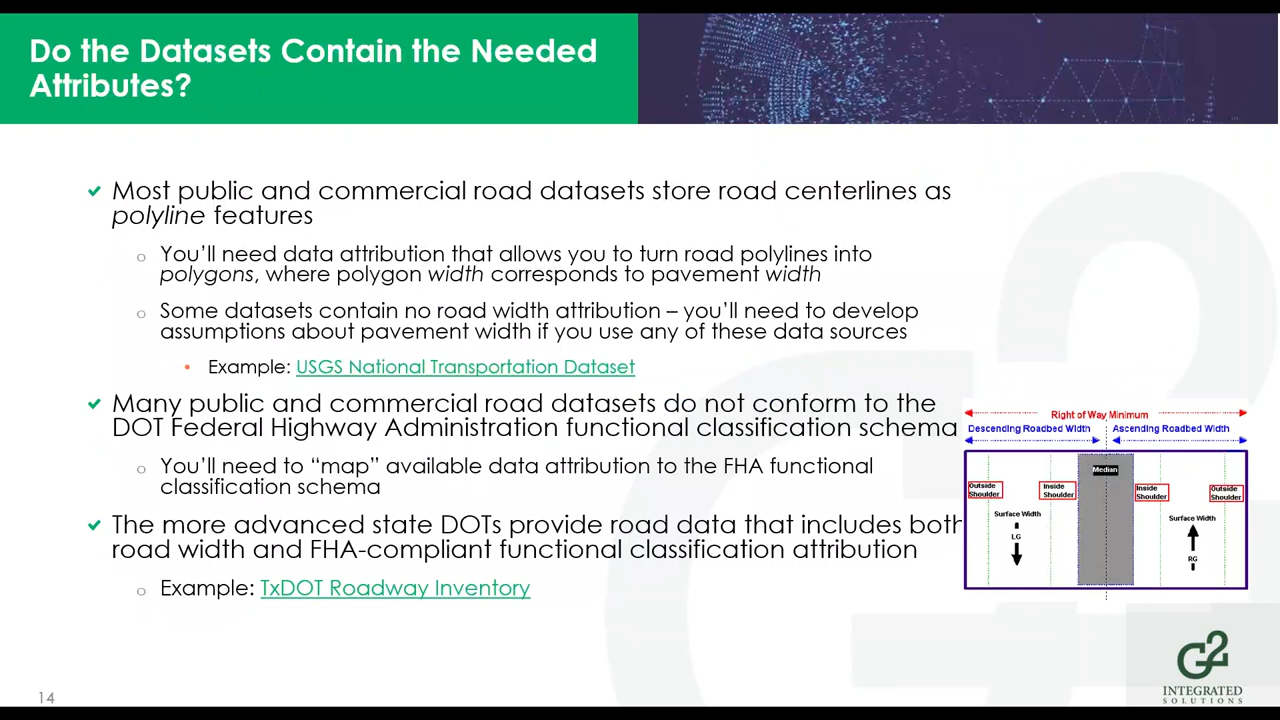 Do the Datasets Contain the Needed
Attributes?
Most public and commercial road datasets store road centerlines as
polyline features
You'll need data attribution that allows you to turn road polylines into
polygons, where polygon width corresponds to pavement width
Some datasets contain no road width attribution – you'll need to develop
assumptions about pavement width if you use any of these data sources
Example: USGS National Transportation Dataset
Many public and commercial road datasets do not conform to the
DOT Federal Highway Administration functional classification schema
You'll need to “map” available data attribution to the FHA functional
classification schema
The more advanced state DOTs provide road data that includes both
road width and FHA-compliant functional classification attribution
Example: TxDOT Roadway Inventory
Right of Way Minimum
Descending Roadbed Width
Ascending Roadbed Width
Median
Outside
Shoulder
Inside
Shoulder
Inside
Shoulder
Outside
Shoulder
Surface Width
LG
Surface Width
RG
14
G2
INTEGRATED
SOLUTIONS